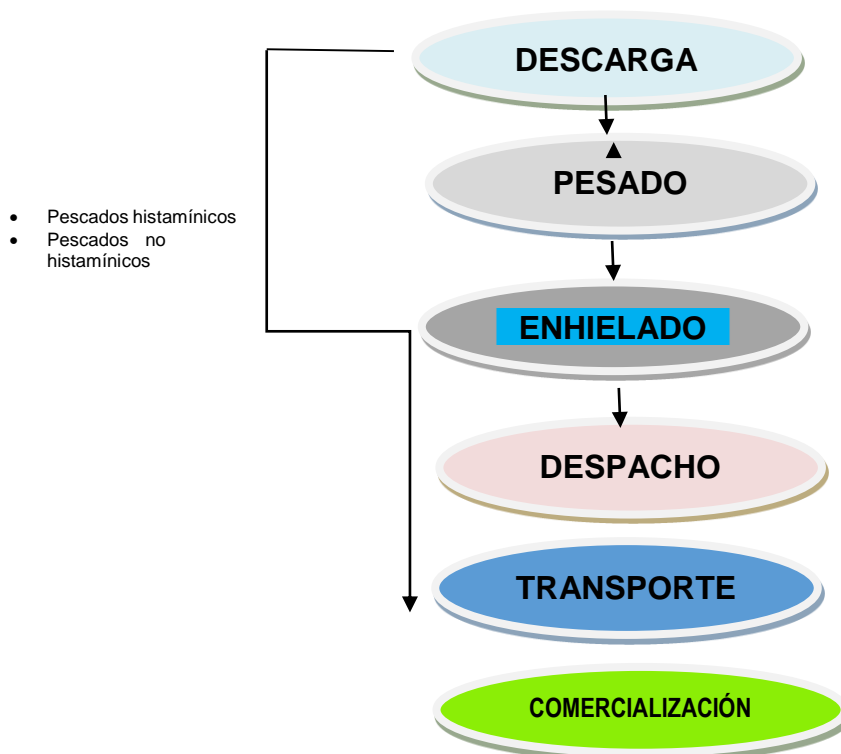 DESCARGA
PESADO
• Pescados histamínicos
• Pescados no
histamínicos
ENHIELADO
DESPACHO
TRANSPORTE
COMERCIALIZACIÓN